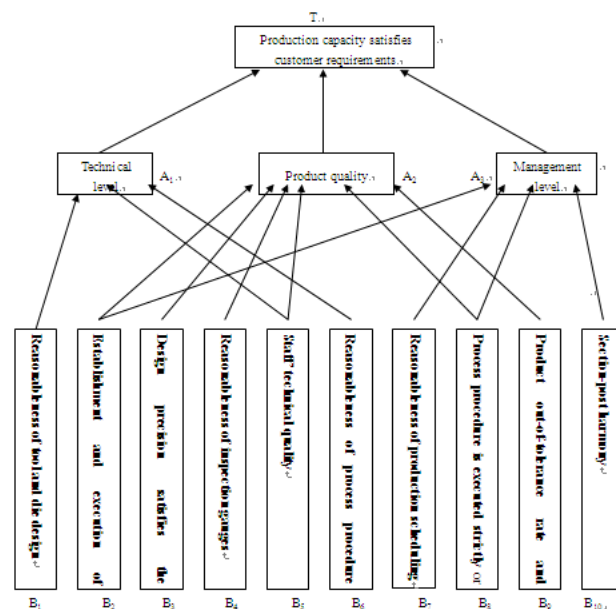 T
Production capacity satisfies
customer requirements.
Technical
level
A1
Product quality
A2
A3
Management
level
Reasonableness of tool and die design
Establishment and execution of
Design precision satisfies the
Reasonableness of inspection gauges
Staff' technical quality
Reasonableness of process procedure
Reasonableness of production scheduling
Process procedure is executed strictly or
Product out-of-tolerance rate and
Section-post harmony
B1
B2
B3
B4
B5
B6
B7
B8
B9
B10